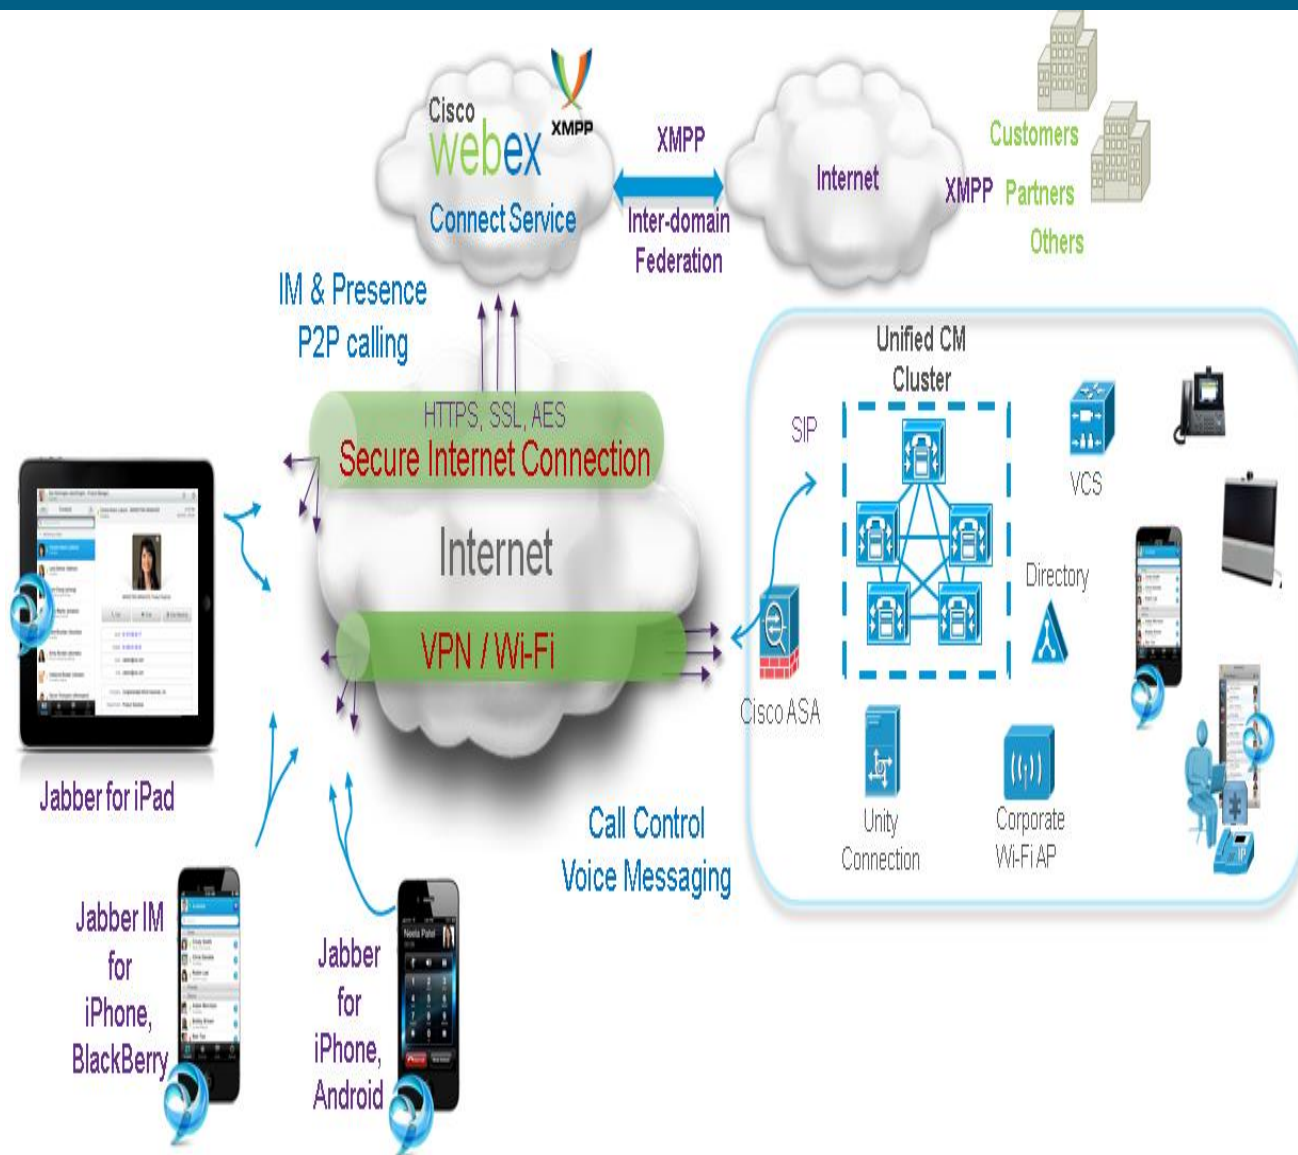 Cisco
webex
XMPP
Connect Service
XMPP
Inter-domain
Federation
Internet
XMPP
Customers
Partners
Others
IM & Presence
P2P calling
HTTPS, SSL, AES
Secure Internet Connection
Internet
VPN / Wi-Fi
Unified CM
Cluster
SIP
VCS
Directory
Cisco ASA
Unity
Connection
Corporate
Wi-Fi AP
IP
Jabber for iPad
Call Control
Voice Messaging
Jabber IM
for
iPhone,
BlackBerry
Jabber
for
iPhone,
Android
Neeta Patel